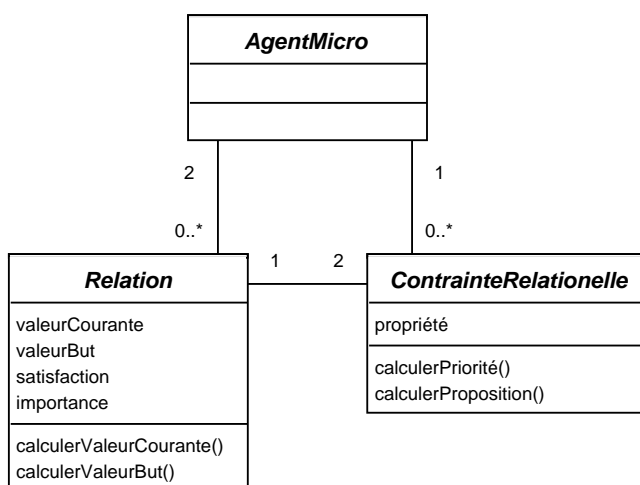 AgentMicro
2
1
0..*
0..*
1
2
Relation
valeurCourante
valeurBut
satisfaction
importance
calculerValeurCourante()
calculerValeurBut()
ContrainteRelationelle
propriété
calculerPriorité()
calculerProposition()